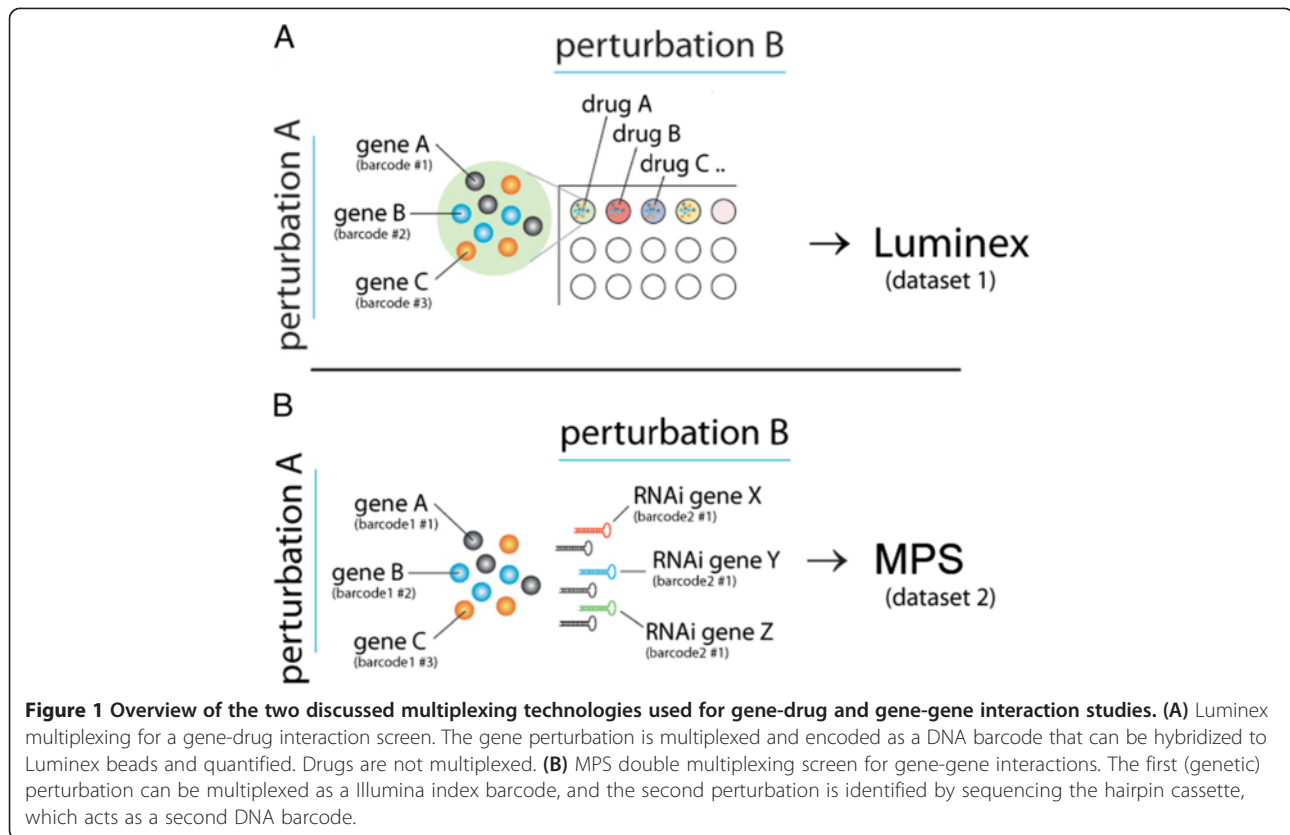 A
perturbation B
perturbation A
drug A
drug B
drug C ..
gene A
(barcode #1)
gene B
(barcode #2)
gene C
(barcode #3)
→ Luminex
(dataset 1)
B
perturbation B
perturbation A
gene A
(barcode1 #1)
gene B
(barcode1 #2)
gene C
(barcode1 #3)
RNAi gene X
(barcode2 #1)
RNAi gene Y
(barcode2 #1)
RNAi gene Z
(barcode2 #1)
→ MPS
(dataset 2)
Figure 1 Overview of the two discussed multiplexing technologies used for gene-drug and gene-gene interaction studies. (A) Luminex
multiplexing for a gene-drug interaction screen. The gene perturbation is multiplexed and encoded as a DNA barcode that can be hybridized to
Luminex beads and quantified. Drugs are not multiplexed. (B) MPS double multiplexing screen for gene-gene interactions. The first (genetic)
perturbation can be multiplexed as a Illumina index barcode, and the second perturbation is identified by sequencing the hairpin cassette,
which acts as a second DNA barcode.